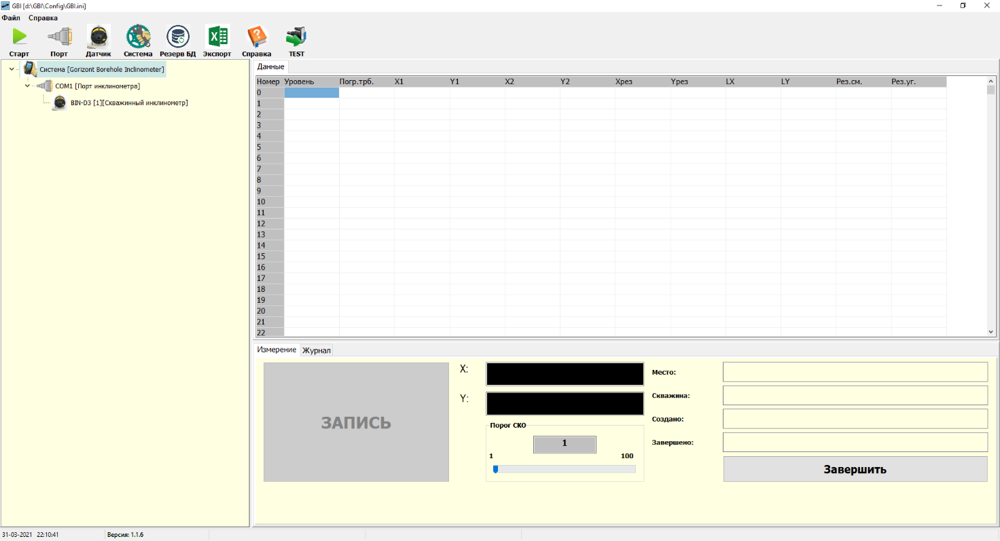 GBI [d:\GBI\Config\GBI.ini]
Файл Справка
Старт Порт Датчик Система Резерв БД Экспорт Справка TEST
Система [Gorizont Borehole Inclinometer]
COM1 [Порт инклинометра]
BIN-D3 [1][Скважинный инклинометр]
Данные
Номер Уровень Погр.трб. X1 Y1 X2 Y2 Xрез Yрез LX LY Рез.см. Рез.уг.
0
1
2
3
4
5
6
7
8
9
10
11
12
13
14
15
16
17
18
19
20
21
22
Измерение Журнал
ЗАПИСЬ
X:
Y:
Порог СКО
1
1 100
Место:
Скважина:
Создано:
Завершено:
Завершить
31-03-2021 22:10:41 Версия: 1.1.6